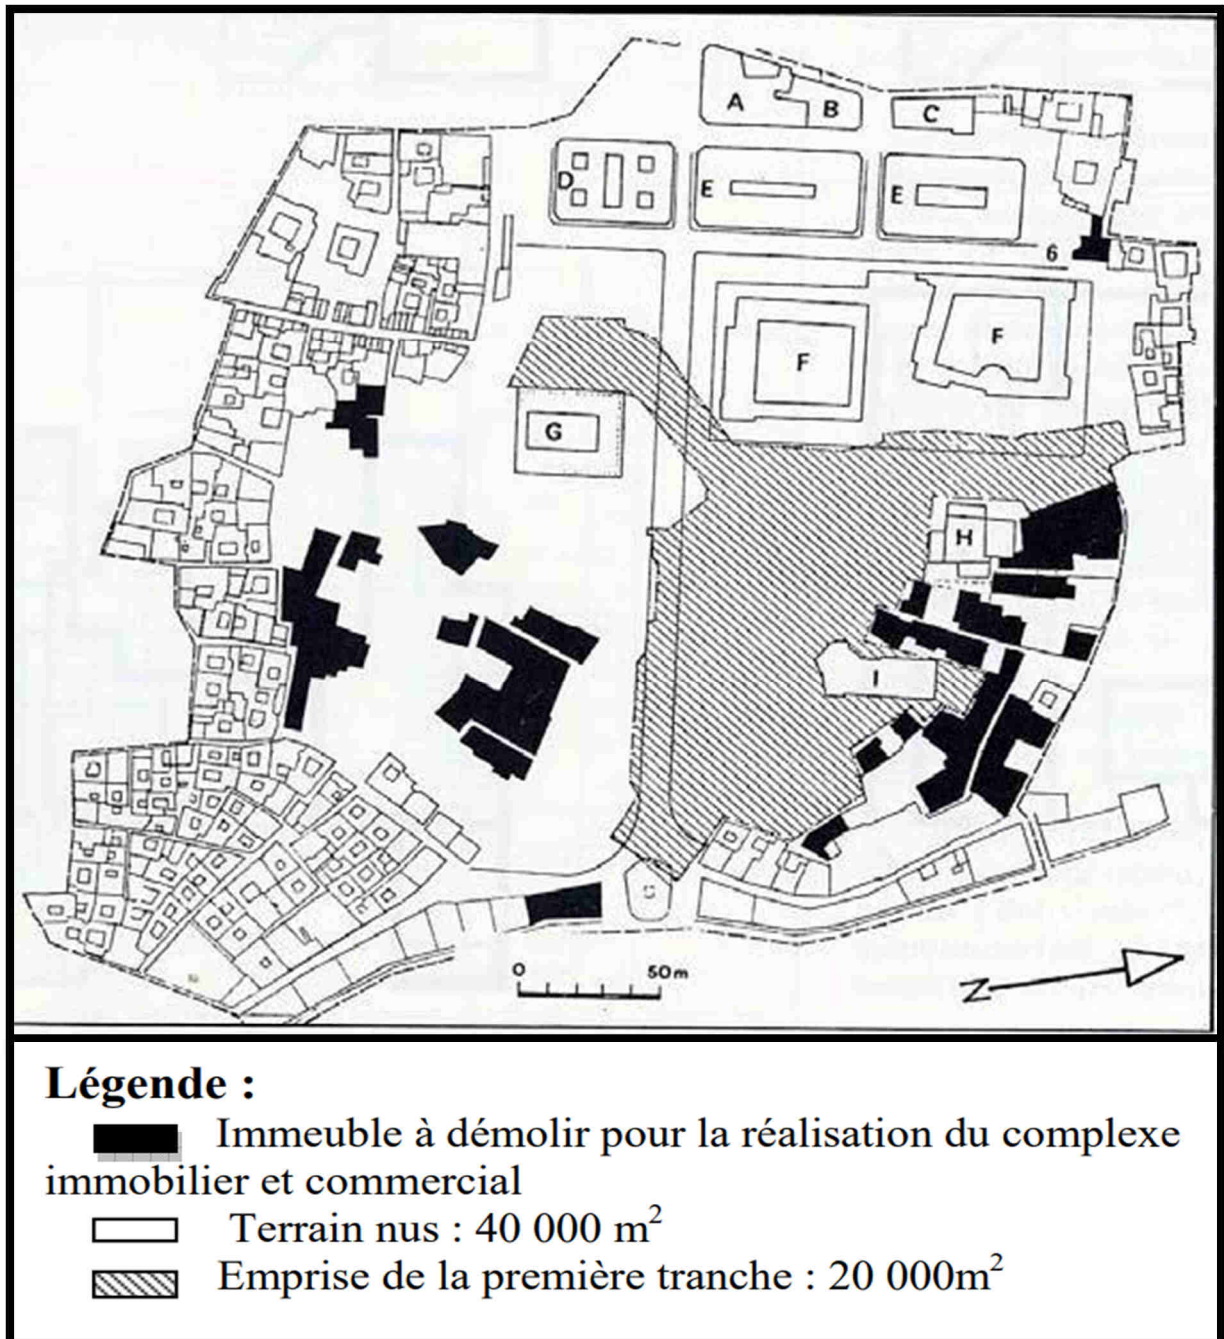 A
B
C
D
E
E
6
F
F
G
H
I
0 50m
N
Légende :
Immeuble à démolir pour la réalisation du complexe
immobilier et commercial
Terrain nus : 40 000 m²
Emprise de la première tranche : 20 000m²